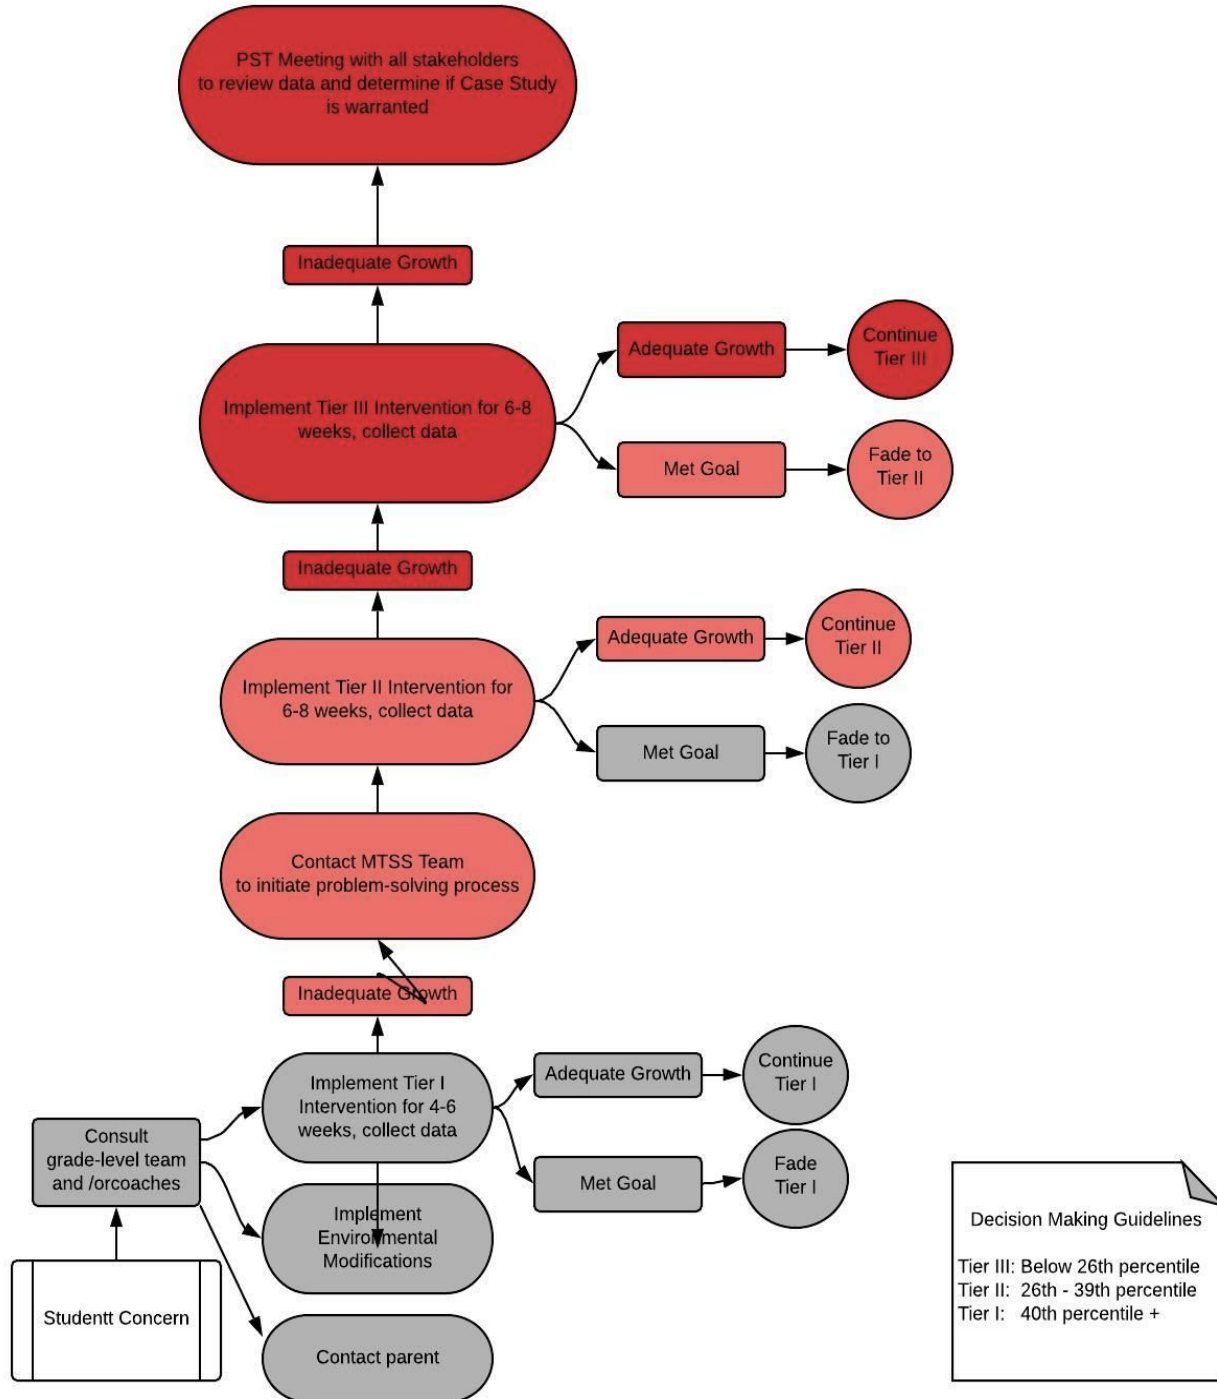 PST Meeting with all stakeholders
to review data and determine if Case Study
is warranted
Inadequate Growth
Implement Tier III Intervention for 6-8
weeks, collect data
Adequate Growth
Continue
Tier III
Met Goal
Fade to
Tier II
Inadequate Growth
Implement Tier II Intervention for
6-8 weeks, collect data
Adequate Growth
Continue
Tier II
Met Goal
Fade to
Tier I
Contact MTSS Team
to initiate problem-solving process
Inadequate Growth
Implement Tier I
Intervention for 4-6
weeks, collect data
Adequate Growth
Continue
Tier I
Met Goal
Fade
Tier I
Consult
grade-level team
and /orcoaches
Implement
Environmental
Modifications
Studentt Concern
Contact parent
Decision Making Guidelines
Tier III: Below 26th percentile
Tier II: 26th - 39th percentile
Tier I: 40th percentile +